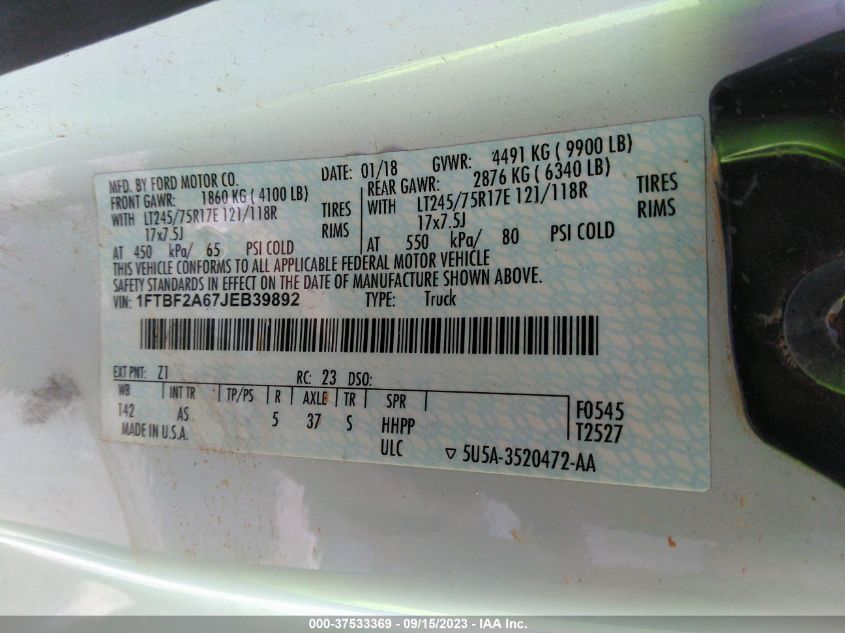 MFD. BY FORD MOTOR CO. DATE: 01/18 GVWR: 4491 KG ( 9900 LB)
FRONT GAWR: 1860 KG ( 4100 LB) REAR GAWR: 2876 KG ( 6340 LB)
WITH LT245/75R17E 121/118R TIRES WITH LT245/75R17E 121/118R TIRES
17x7.5J RIMS 17x7.5J RIMS
AT 450 kPa/ 65 PSI COLD AT 550 kPa/ 80 PSI COLD
THIS VEHICLE CONFORMS TO ALL APPLICABLE FEDERAL MOTOR VEHICLE
SAFETY STANDARDS IN EFFECT ON THE DATE OF MANUFACTURE SHOWN ABOVE.
VIN: 1FTBF2A67JEB39892 TYPE: Truck
EXT PNT: Z1 RC: 23 DSO:
WB INT TR TP/PS R AXLE TR SPR
T42 AS 5 37 S HHPP F0545
MADE IN U.S.A. ULC T2527
▽ 5U5A-3520472-AA
000-37533369 - 09/15/2023 - IAA Inc.